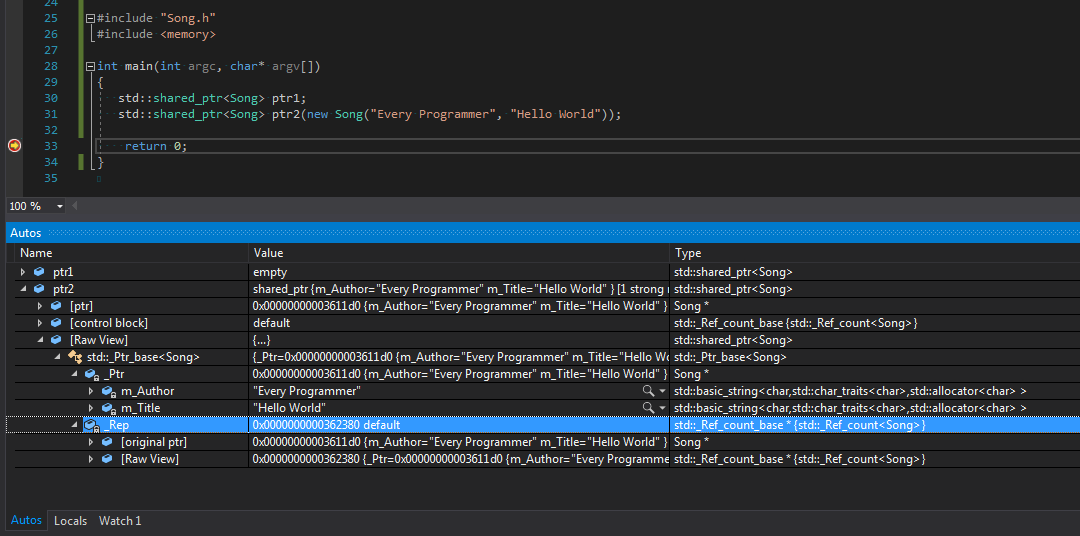 24
25 #include "Song.h"
26 #include <memory>
27
28 int main(int argc, char* argv[])
29 {
30 std::shared_ptr<Song> ptr1;
31 std::shared_ptr<Song> ptr2(new Song("Every Programmer", "Hello World"));
32
33 return 0;
34 }
35
100 %
Autos
Name Value Type
ptr1 empty std::shared_ptr<Song>
ptr2 shared_ptr {m_Author="Every Programmer" m_Title="Hello World" } [1 strong std::shared_ptr<Song>
[ptr] 0x00000000003611d0 {m_Author="Every Programmer" m_Title="Hello World" } Song *
[control block] default std::_Ref_count_base {std::_Ref_count<Song>}
[Raw View] {...} std::shared_ptr<Song>
std::_Ptr_base<Song> {_Ptr=0x00000000003611d0 {m_Author="Every Programmer" m_Title="Hello Wo std::_Ptr_base<Song>
_Ptr 0x00000000003611d0 {m_Author="Every Programmer" m_Title="Hello World" } Song *
m_Author "Every Programmer" std::basic_string<char,std::char_traits<char>,std::allocator<char> >
m_Title "Hello World" std::basic_string<char,std::char_traits<char>,std::allocator<char> >
_Rep 0x0000000000362380 default std::_Ref_count_base * {std::_Ref_count<Song>}
[original ptr] 0x00000000003611d0 {m_Author="Every Programmer" m_Title="Hello World" } Song *
[Raw View] 0x0000000000362380 {_Ptr=0x00000000003611d0 {m_Author="Every Programme std::_Ref_count_base * {std::_Ref_count<Song>}
Autos Locals Watch 1